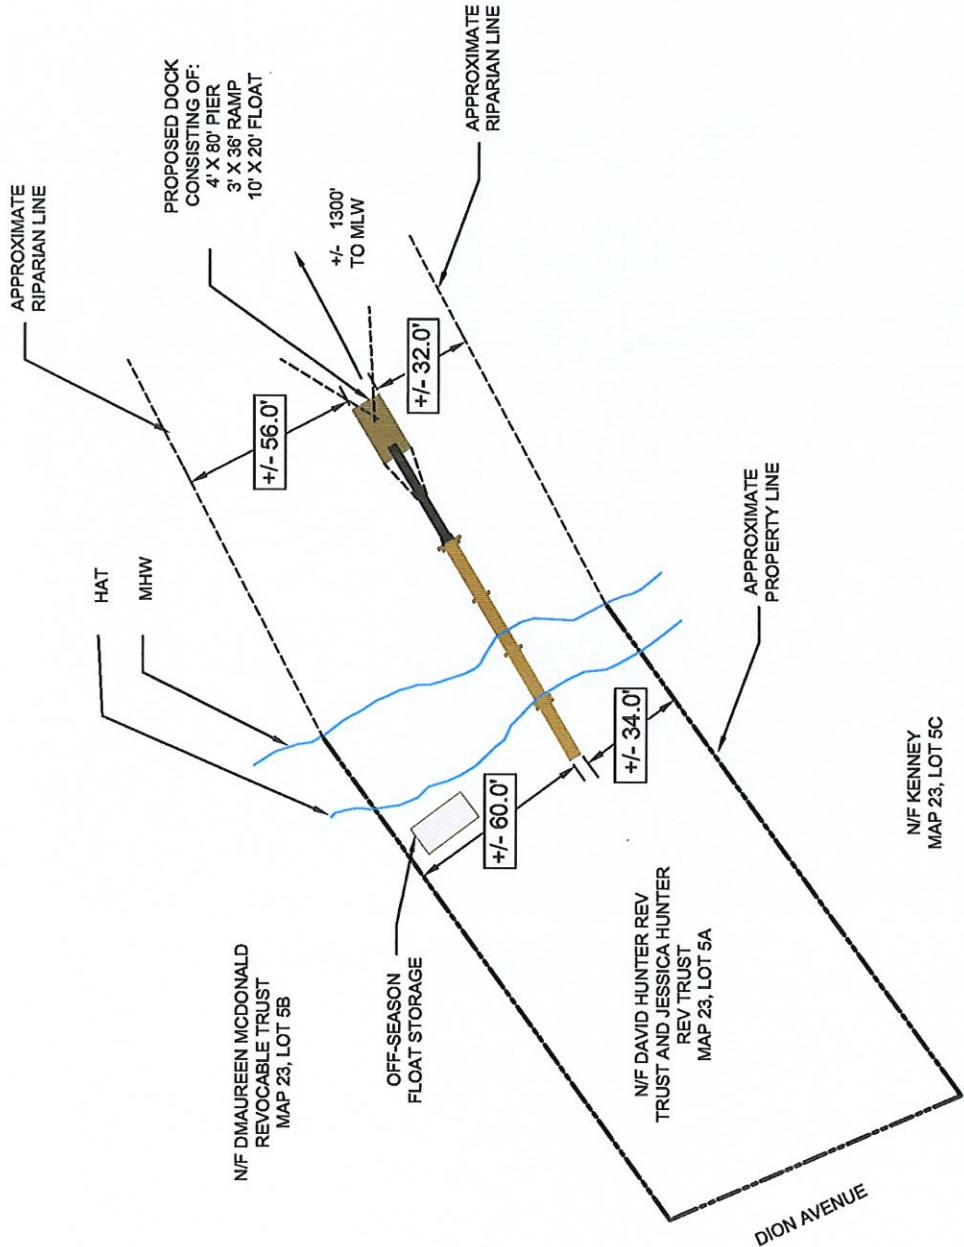 APPROXIMATE
RIPARIAN LINE
PROPOSED DOCK
CONSISTING OF:
4' X 80' PIER
3' X 36' RAMP
10' X 20' FLOAT
+/- 1300'
TO MLW
APPROXIMATE
RIPARIAN LINE
HAT
MHW
+/- 56.0'
+/- 32.0'
N/F DMAUREEN MCDONALD
REVOCABLE TRUST
MAP 23, LOT 5B
OFF-SEASON
FLOAT STORAGE
+/- 60.0'
+/- 34.0'
APPROXIMATE
PROPERTY LINE
N/F DAVID HUNTER REV
TRUST AND JESSICA HUNTER
REV TRUST
MAP 23, LOT 5A
N/F KENNEY
MAP 23, LOT 5C
DION AVENUE